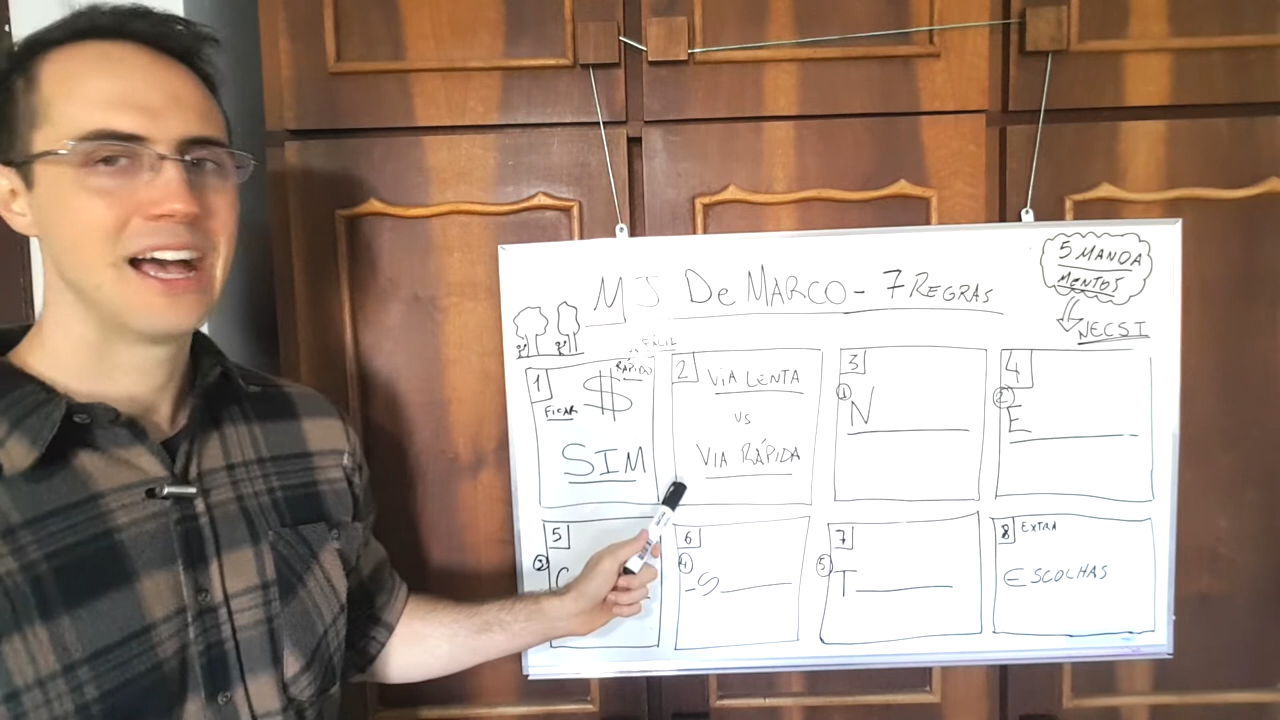 MJ DeMARCO - 7 REGRAS
5 MANDA
MENTOS
NECSI
FÁCIL
1
RÁPIDO
$
FICAR
SIM
2
VIA LENTA
VS
VIA RÁPIDA
3
1
N
4
2
E
5
3
C
6
4
S
7
5
T
8 EXTRA
ESCOLHAS